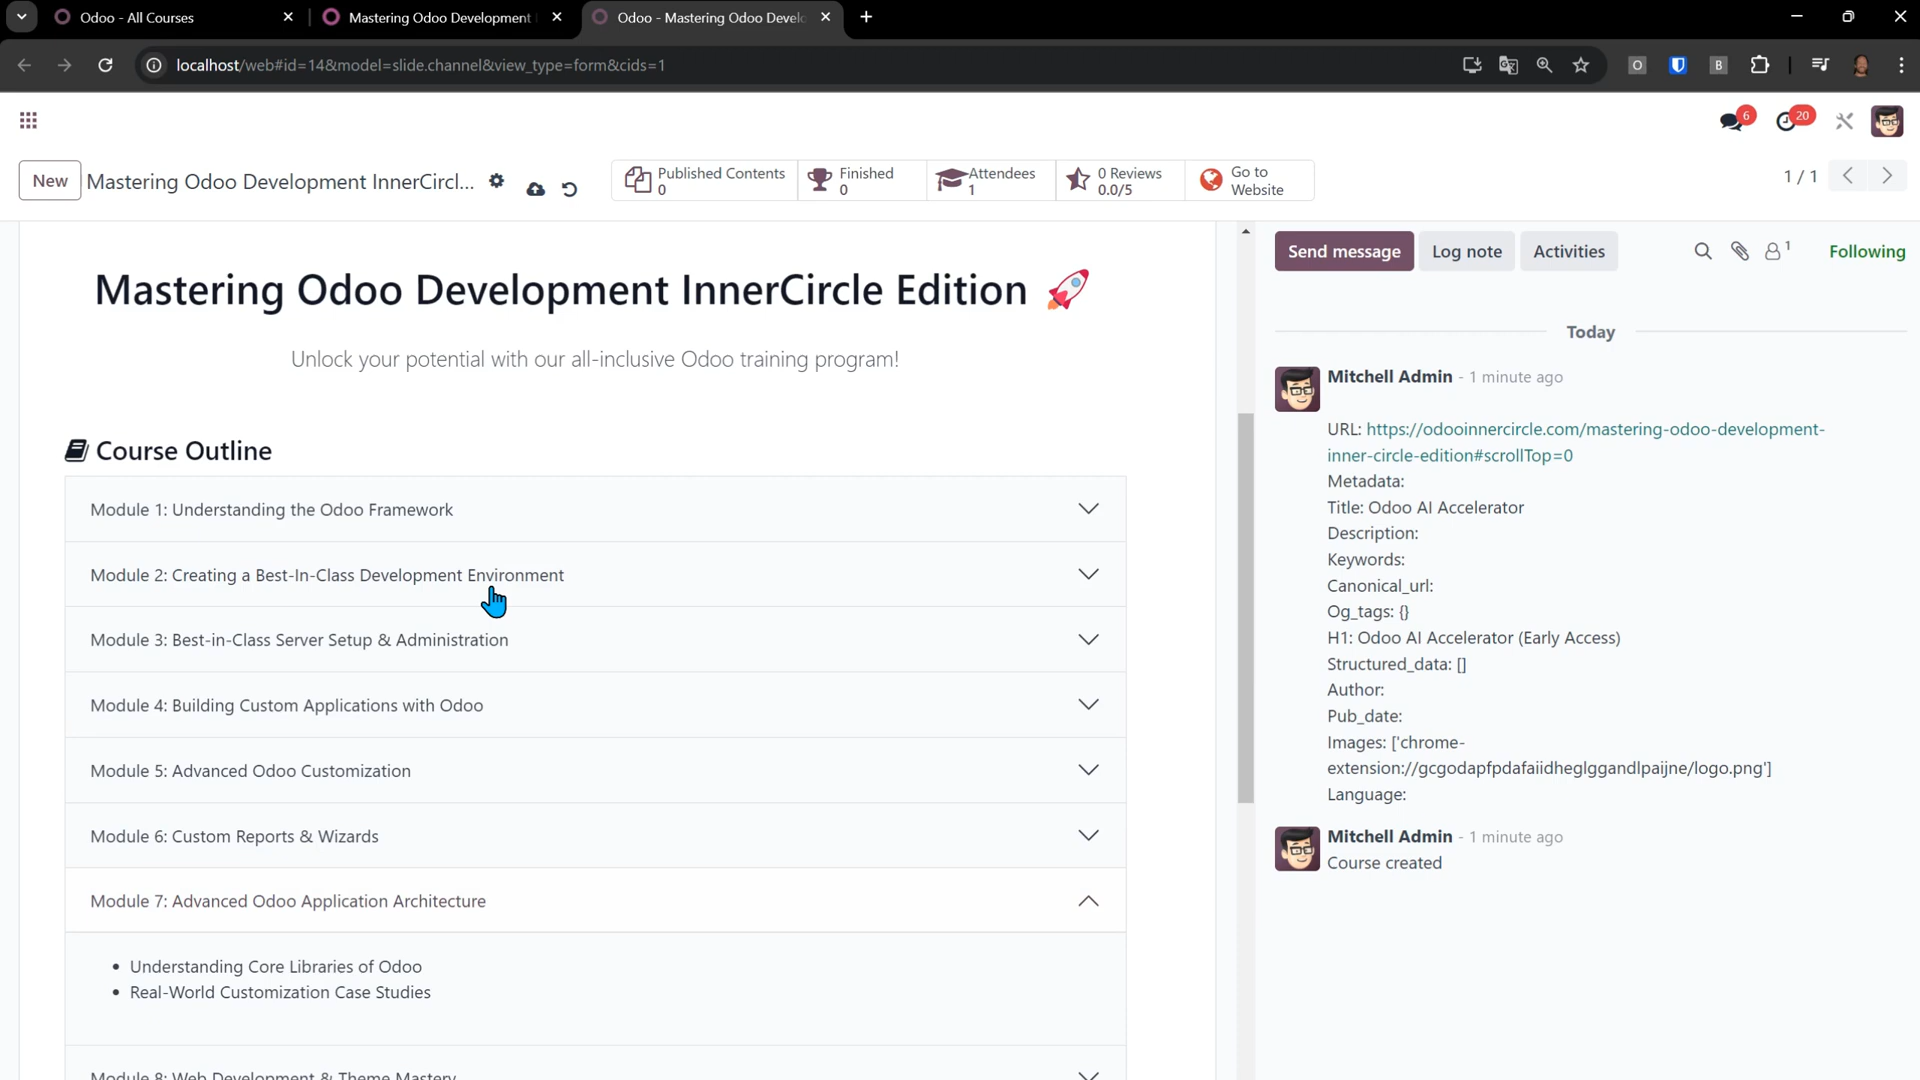 Odoo - All Courses
Mastering Odoo Development
Odoo - Mastering Odoo Develo
localhost/web#id=14&model=slide.channel&view_type=form&cids=1
O
B
6
20
New
Mastering Odoo Development InnerCircl...
Published Contents
0
Finished
0
Attendees
1
0 Reviews
0.0/5
Go to
Website
1 / 1
Mastering Odoo Development InnerCircle Edition 🚀
Unlock your potential with our all-inclusive Odoo training program!
Course Outline
Module 1: Understanding the Odoo Framework
Module 2: Creating a Best-In-Class Development Environment
Module 3: Best-in-Class Server Setup & Administration
Module 4: Building Custom Applications with Odoo
Module 5: Advanced Odoo Customization
Module 6: Custom Reports & Wizards
Module 7: Advanced Odoo Application Architecture
• Understanding Core Libraries of Odoo
• Real-World Customization Case Studies
Module 8: Web Development & Theme Mastery
Send message
Log note
Activities
1
Following
Today
Mitchell Admin - 1 minute ago
URL: https://odooinnercircle.com/mastering-odoo-development-
inner-circle-edition#scrollTop=0
Metadata:
Title: Odoo AI Accelerator
Description:
Keywords:
Canonical_url:
Og_tags: {}
H1: Odoo AI Accelerator (Early Access)
Structured_data: []
Author:
Pub_date:
Images: ['chrome-
extension://gcgodapfpdafaiidheglggandlpaijne/logo.png']
Language:
Mitchell Admin - 1 minute ago
Course created